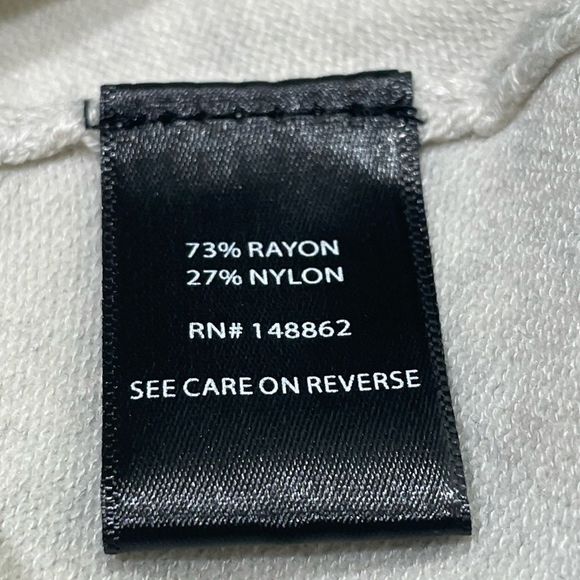 73% RAYON
27% NYLON
RN# 148862
SEE CARE ON REVERSE